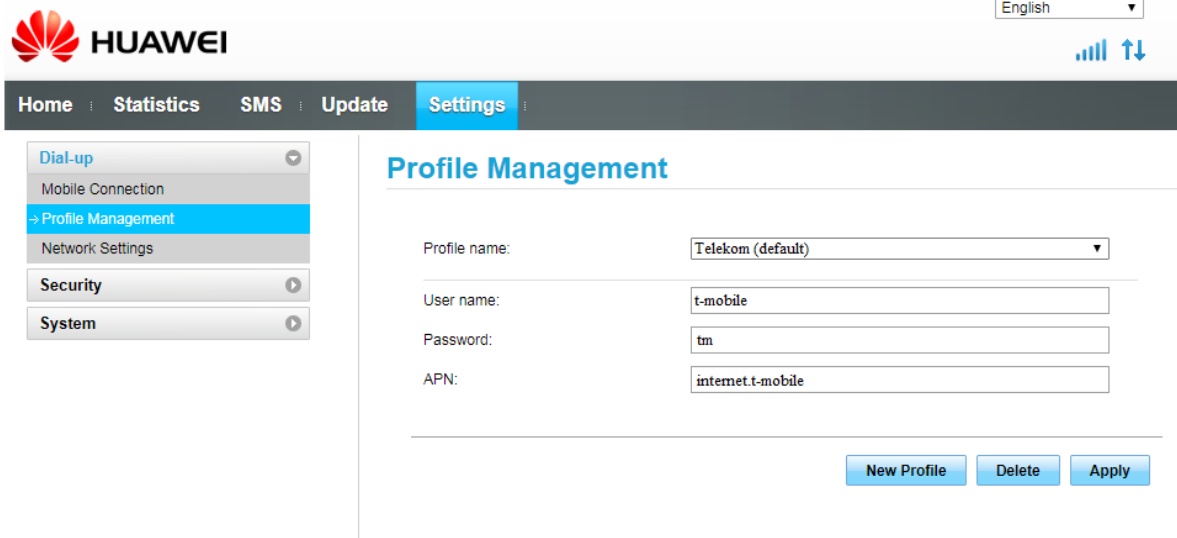 English
HUAWEI
Home Statistics SMS Update Settings
Dial-up
Mobile Connection
Profile Management
Network Settings
Security
System
Profile Management
Profile name: Telekom (default)
User name: t-mobile
Password: tm
APN: internet.t-mobile
New Profile Delete Apply